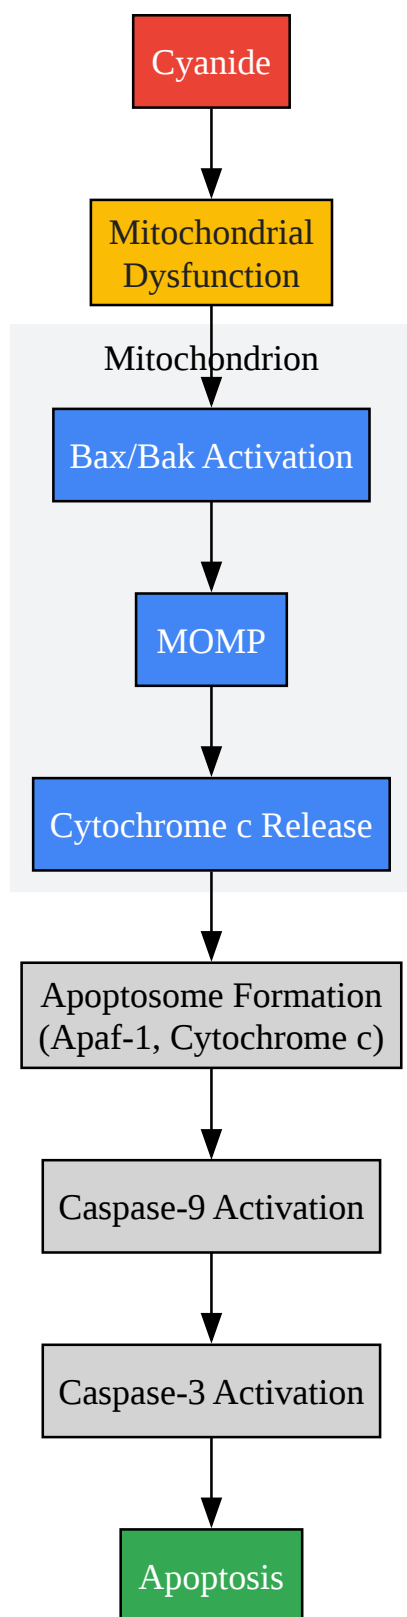 Cyanide
Mitochondrial
Dysfunction
Mitochondrion
Bax/Bak Activation
MOMP
Cytochrome c Release
Apoptosome Formation
(Apaf-1, Cytochrome c)
Caspase-9 Activation
Caspase-3 Activation
Apoptosis